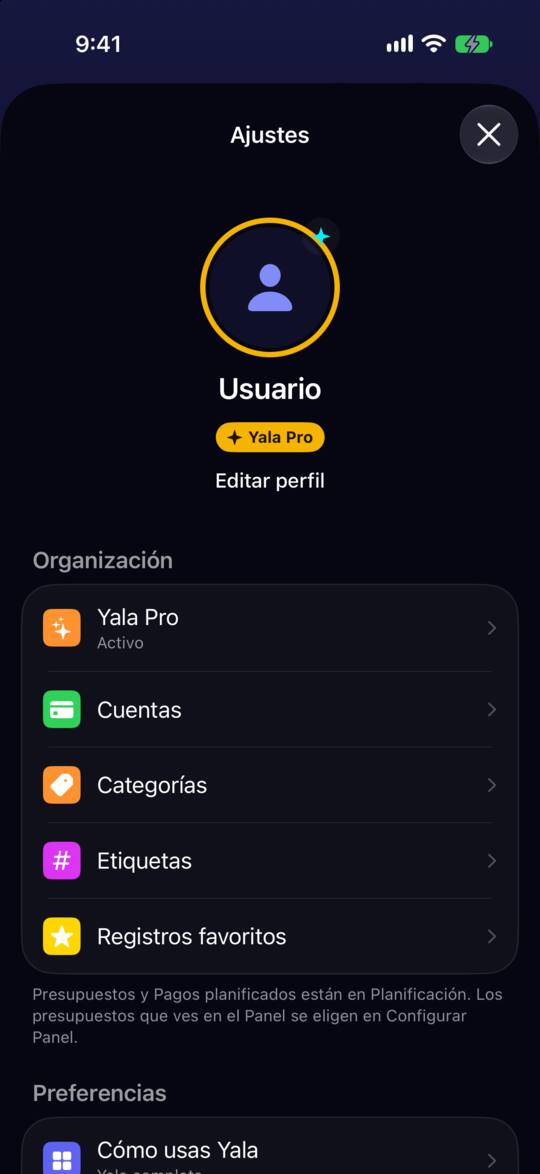 9:41
Ajustes
Usuario
Yala Pro
Editar perfil
Organización
Yala Pro
Activo
Cuentas
Categorías
Etiquetas
Registros favoritos
Presupuestos y Pagos planificados están en Planificación. Los
presupuestos que ves en el Panel se eligen en Configurar
Panel.
Preferencias
Cómo usas Yala